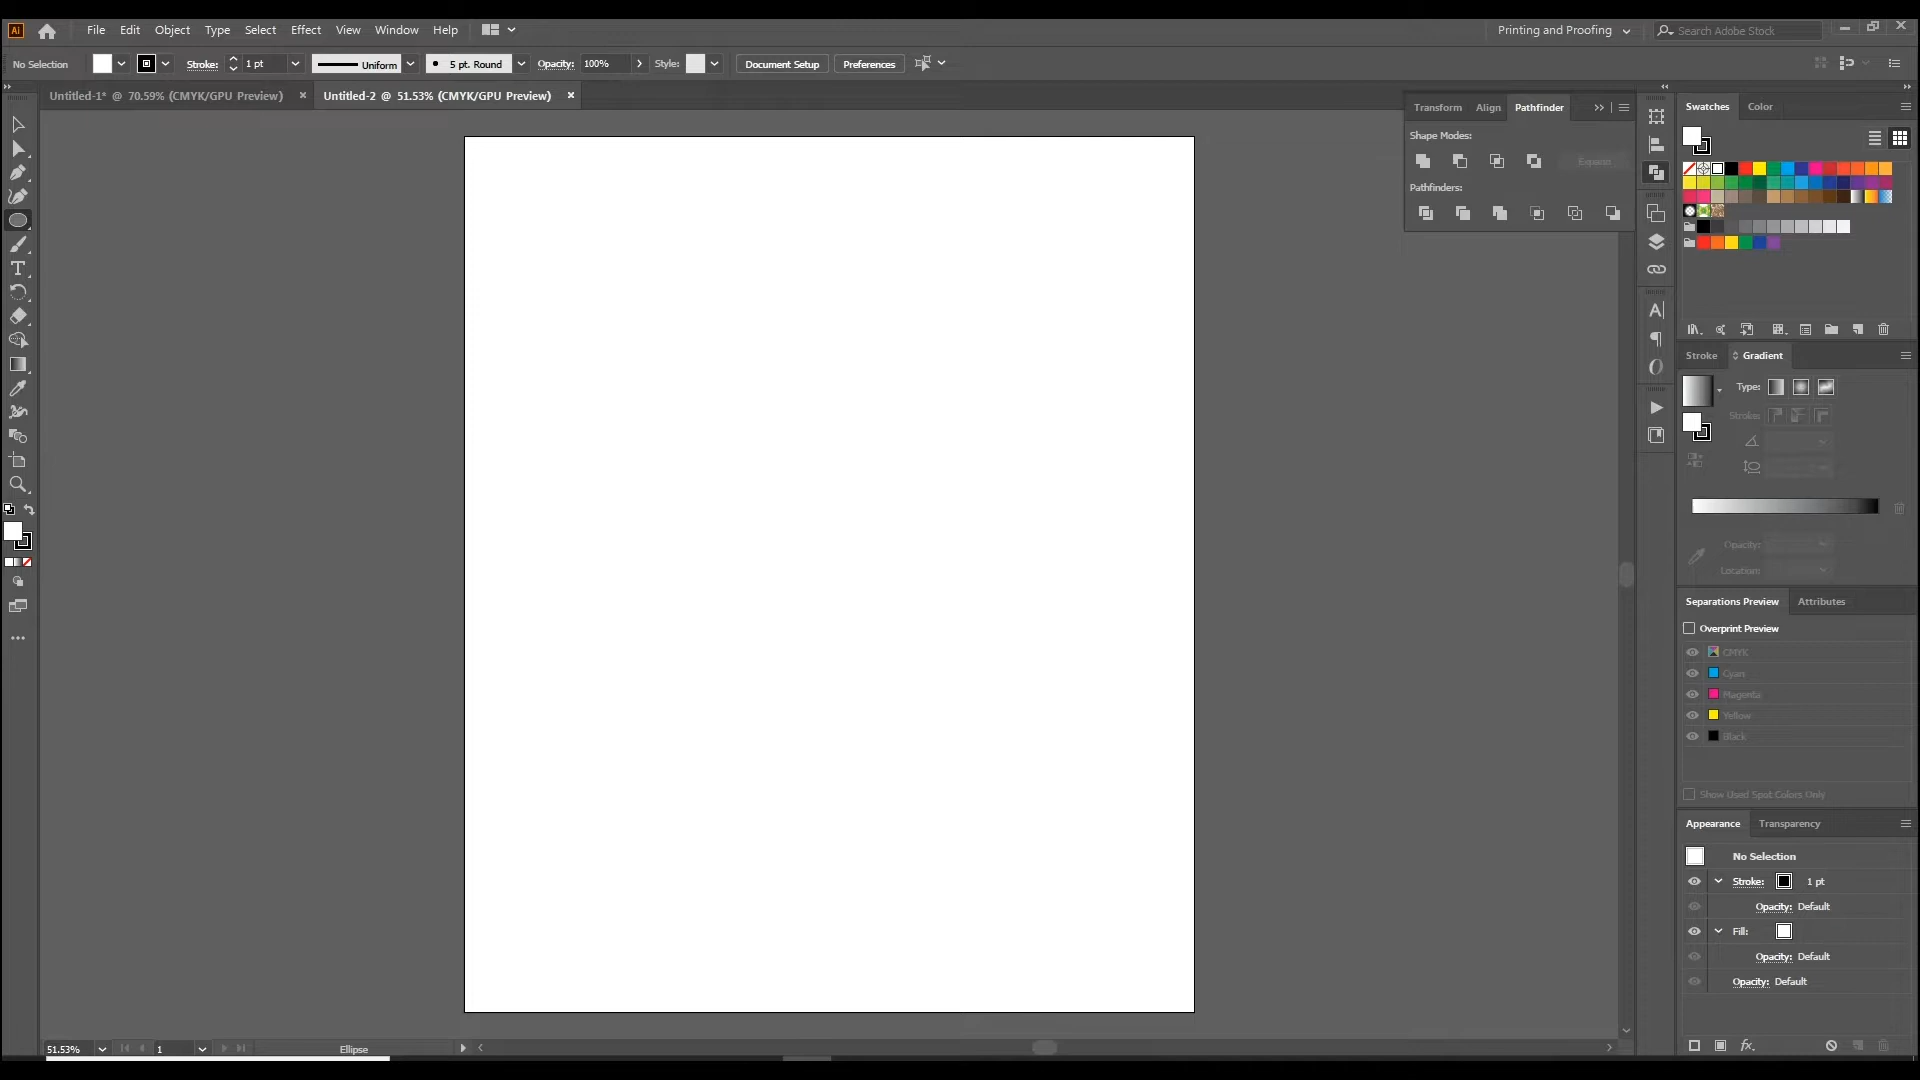 Ai File Edit Object Type Select Effect View Window Help Printing and Proofing Search Adobe Stock
No Selection Stroke: 1 pt Uniform 5 pt. Round Opacity: 100% Style: Document Setup Preferences
Untitled-1* @ 70.59% (CMYK/GPU Preview) × Untitled-2 @ 51.53% (CMYK/GPU Preview) ×
Transform Align Pathfinder
Shape Modes:
Expand
Pathfinders:
Swatches Color
Stroke Gradient
Type:
Stroke:
Opacity:
Location:
Separations Preview Attributes
Overprint Preview
CMYK
Cyan
Magenta
Yellow
Black
Show Used Spot Colors Only
Appearance Transparency
No Selection
Stroke: 1 pt
Opacity: Default
Fill:
Opacity: Default
Opacity: Default
fx.
51.53% 1 Ellipse